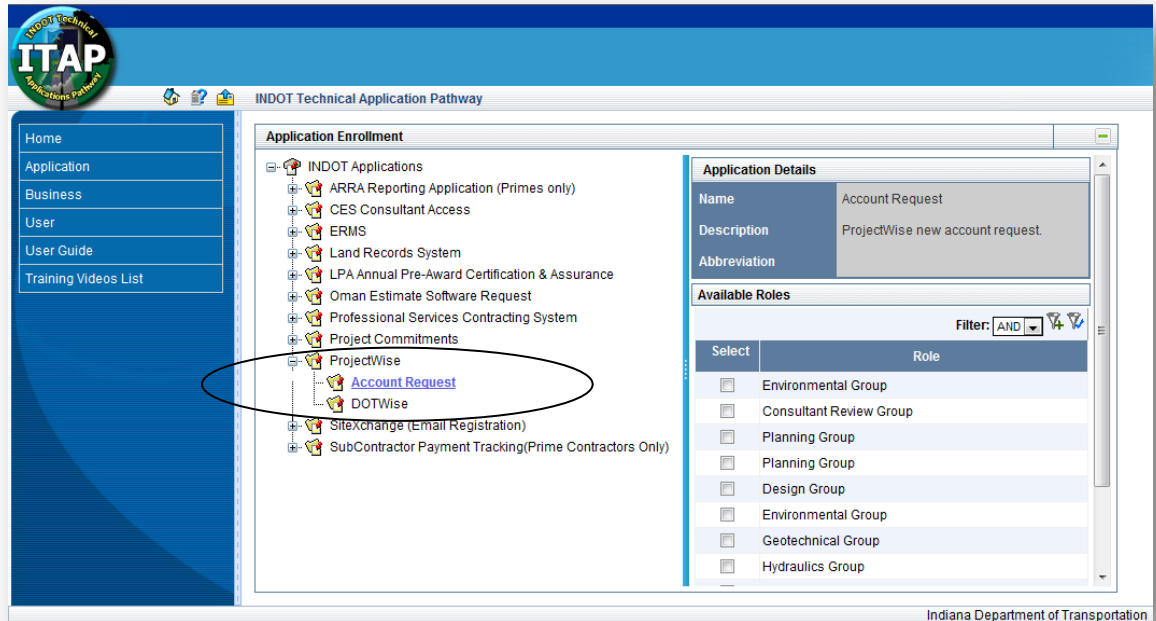 INDOT Technical
ITAP
Applications Pathway
INDOT Technical Application Pathway
Home
Application
Business
User
User Guide
Training Videos List
Application Enrollment
INDOT Applications
ARRA Reporting Application (Primes only)
CES Consultant Access
ERMS
Land Records System
LPA Annual Pre-Award Certification & Assurance
Oman Estimate Software Request
Professional Services Contracting System
Project Commitments
ProjectWise
Account Request
DOTWise
SiteXchange (Email Registration)
SubContractor Payment Tracking(Prime Contractors Only)
Application Details
Name Account Request
Description ProjectWise new account request.
Abbreviation
Available Roles
Filter: AND
Select Role
Environmental Group
Consultant Review Group
Planning Group
Planning Group
Design Group
Environmental Group
Geotechnical Group
Hydraulics Group
Indiana Department of Transportation